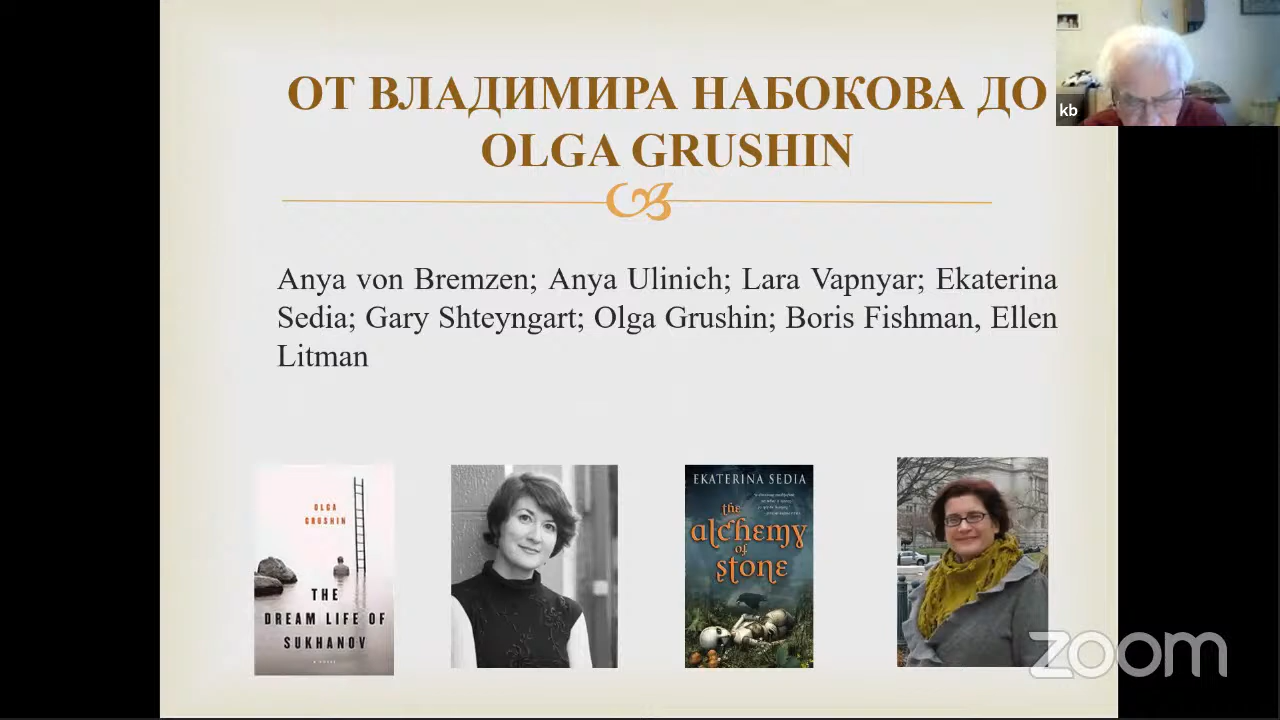 ОТ ВЛАДИМИРА НАБОКОВА ДО
OLGA GRUSHIN
kb
Anya von Bremzen; Anya Ulinich; Lara Vapnyar; Ekaterina
Sedia; Gary Shteyngart; Olga Grushin; Boris Fishman, Ellen
Litman
OLGA
GRUSHIN
THE
DREAM LIFE OF
SUKHANOV
EKATERINA SEDIA
the
alchemy
of
stone
zoom